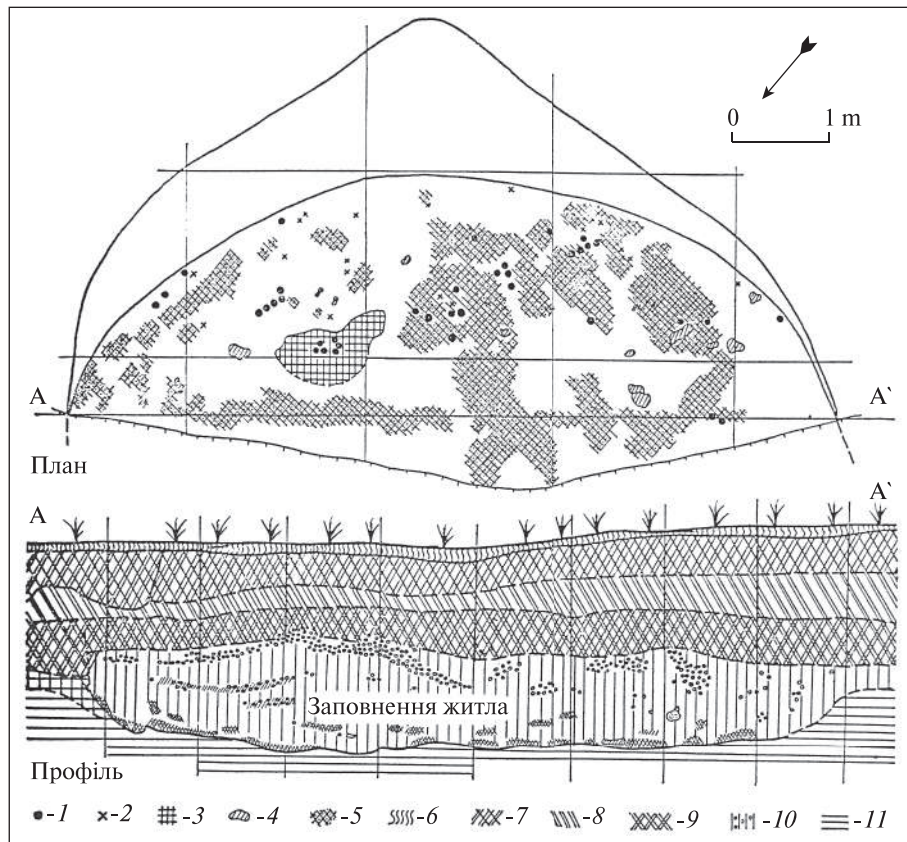 0 1 m
А А`
План
А А`
Заповнення житла
Профіль
-1 -2 -3 -4 -5 -6 -7 -8 -9 -10 -11